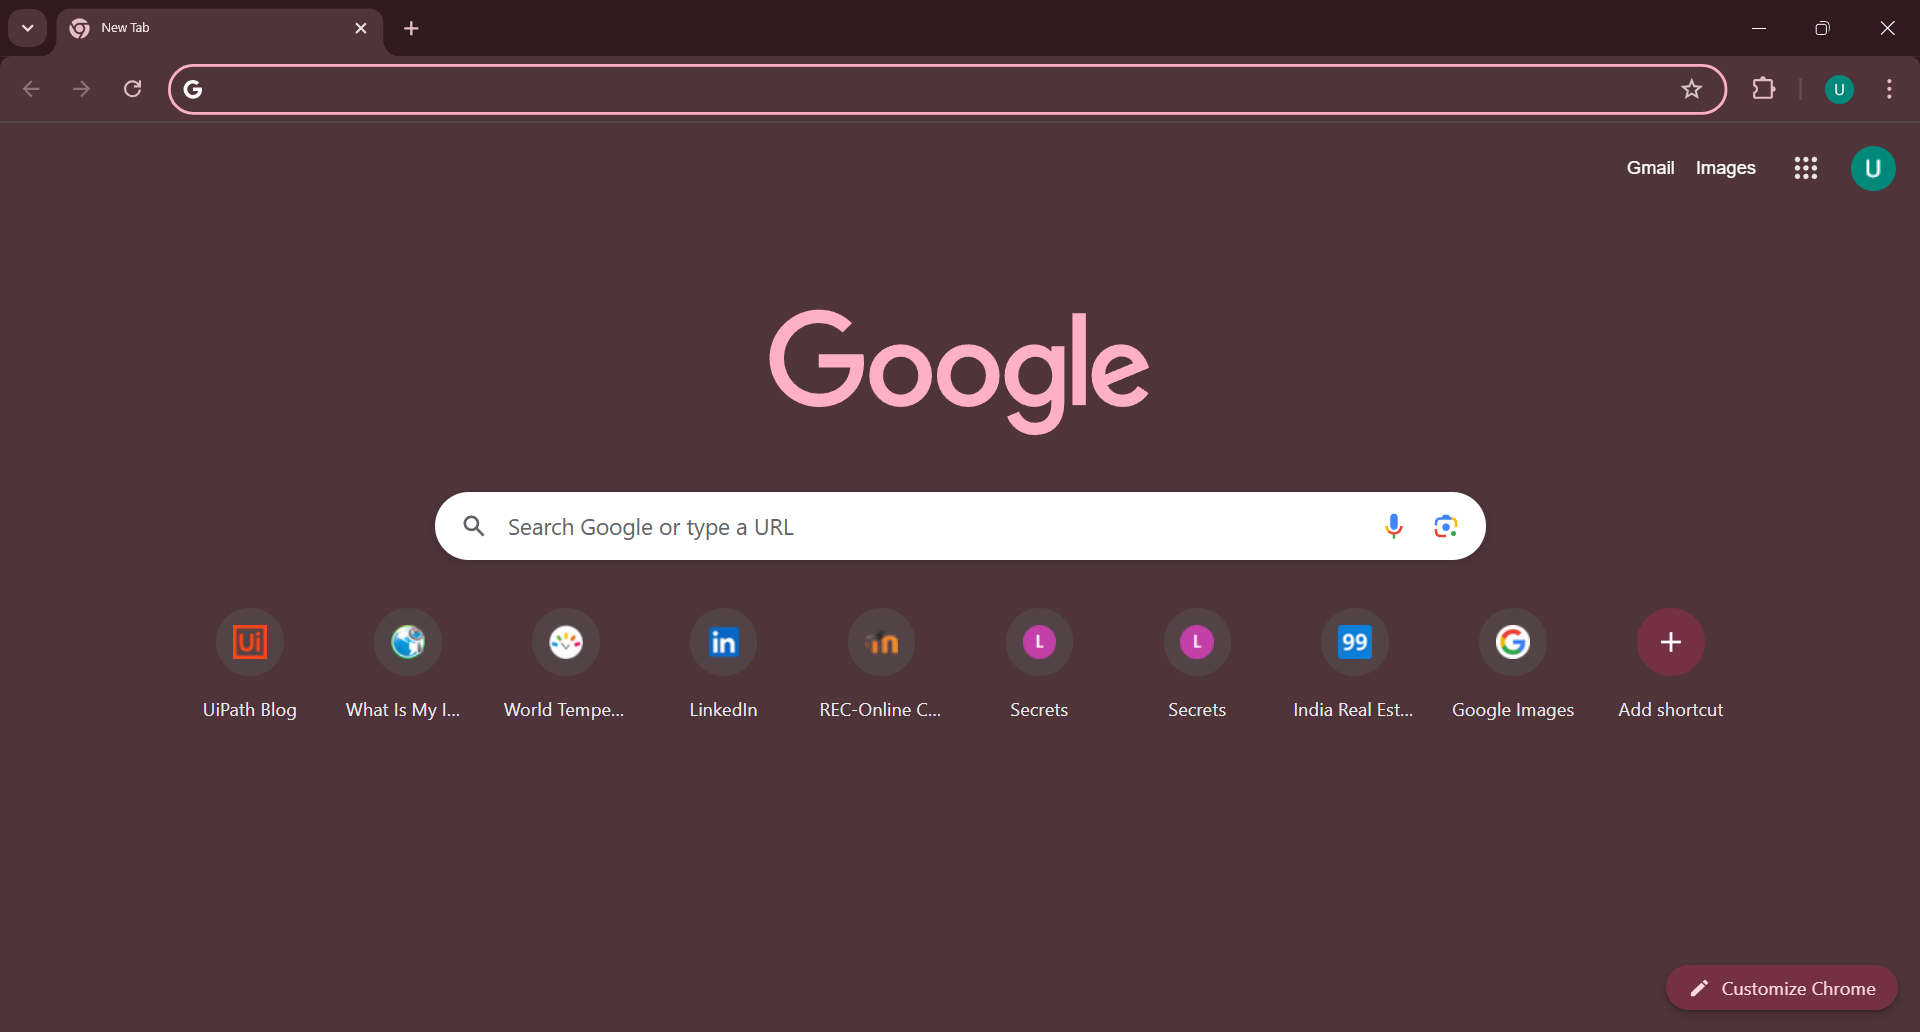 New Tab
G
U
Gmail Images
U
Google
Search Google or type a URL
Ui in m L L 99 G
UiPath Blog What Is My I... World Tempe... LinkedIn REC-Online C... Secrets Secrets India Real Est... Google Images Add shortcut
Customize Chrome